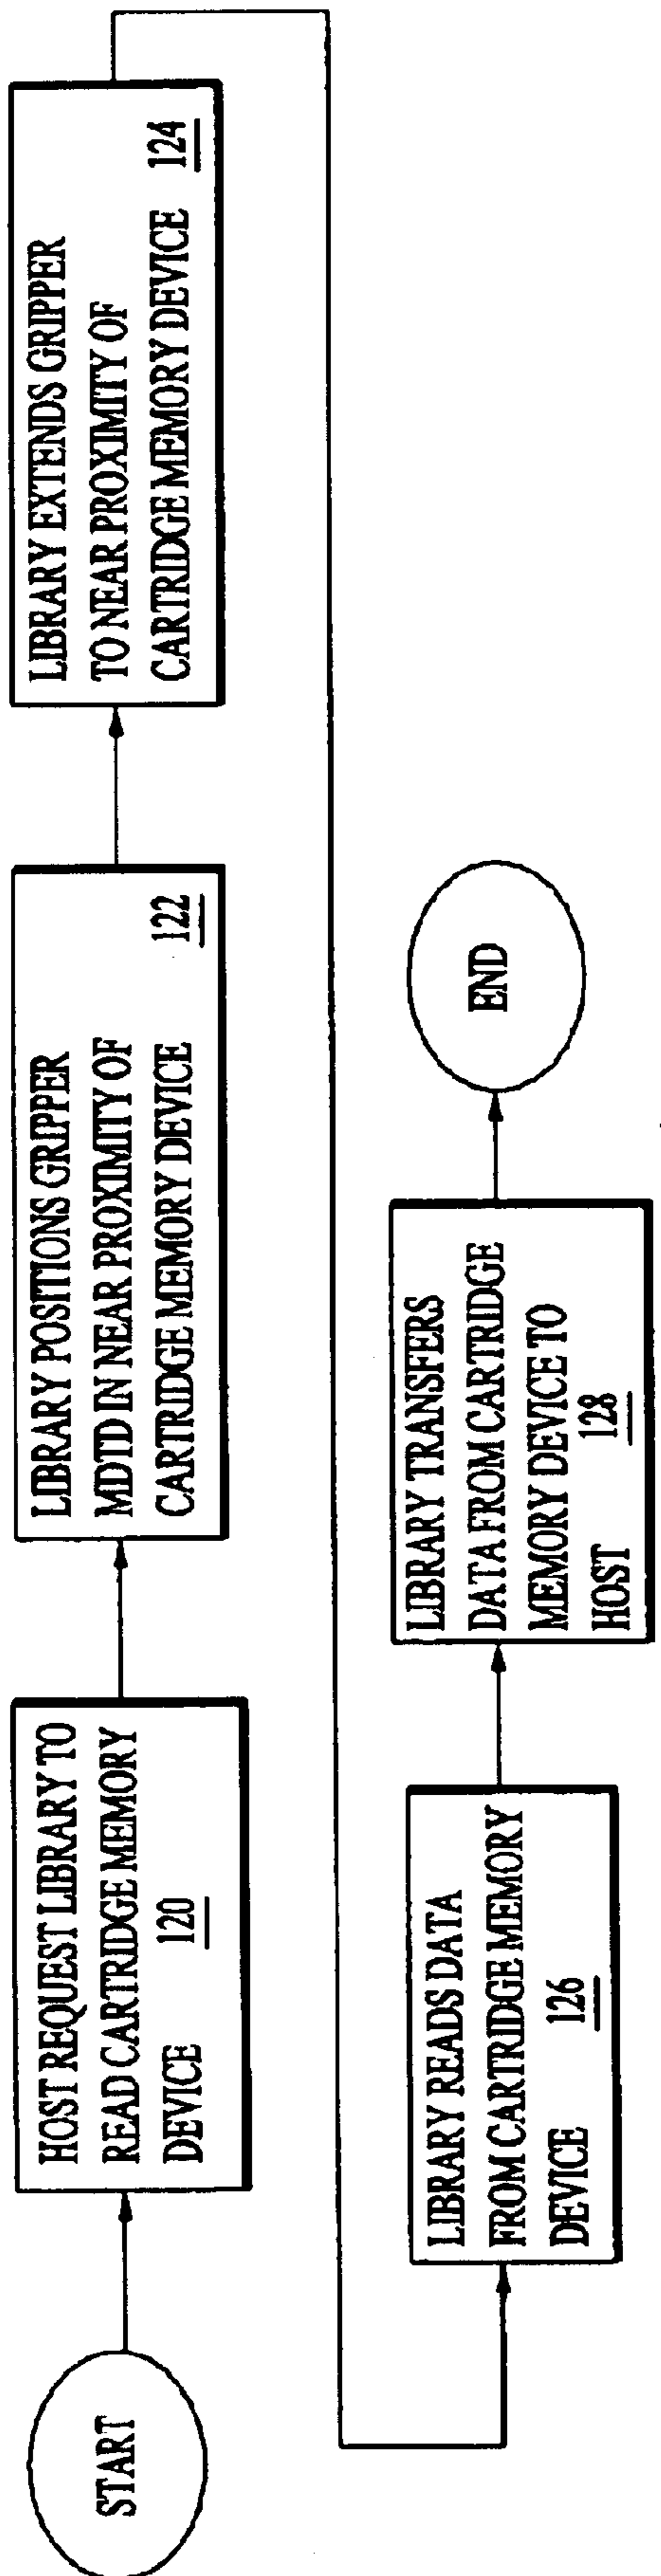 START
HOST REQUEST LIBRARY TO
READ CARTRIDGE MEMORY
DEVICE 120
LIBRARY POSITIONS GRIPPER
MDTD IN NEAR PROXIMITY OF
CARTRIDGE MEMORY DEVICE 122
LIBRARY EXTENDS GRIPPER
TO NEAR PROXIMITY OF
CARTRIDGE MEMORY DEVICE 124
LIBRARY READS DATA
FROM CARTRIDGE MEMORY
DEVICE 126
LIBRARY TRANSFERS
DATA FROM CARTRIDGE
MEMORY DEVICE TO
HOST 128
END